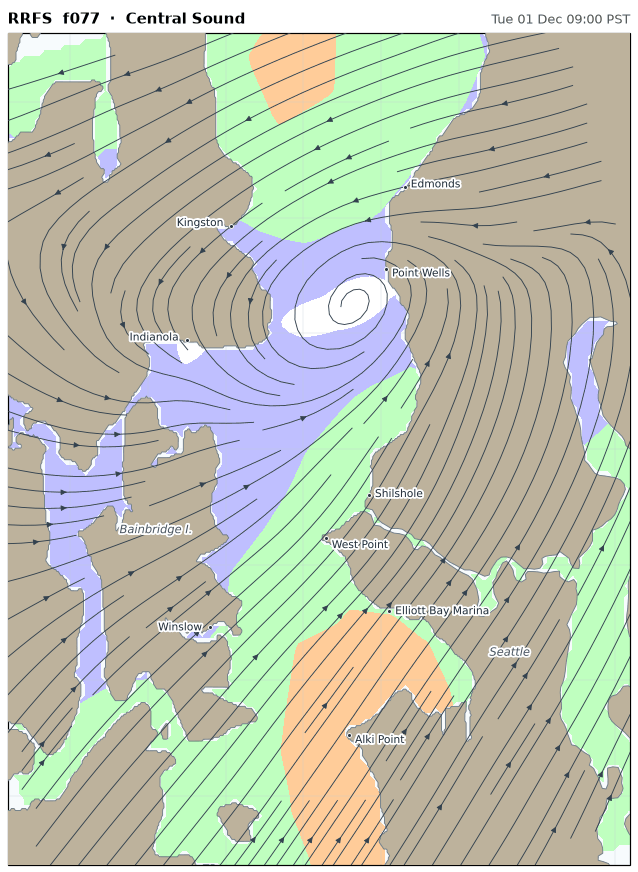 RRFS f077 · Central Sound
Tue 01 Dec 09:00 PST
Edmonds
Kingston
Point Wells
Indianola
Shilshole
Bainbridge I.
West Point
Elliott Bay Marina
Winslow
Seattle
Alki Point